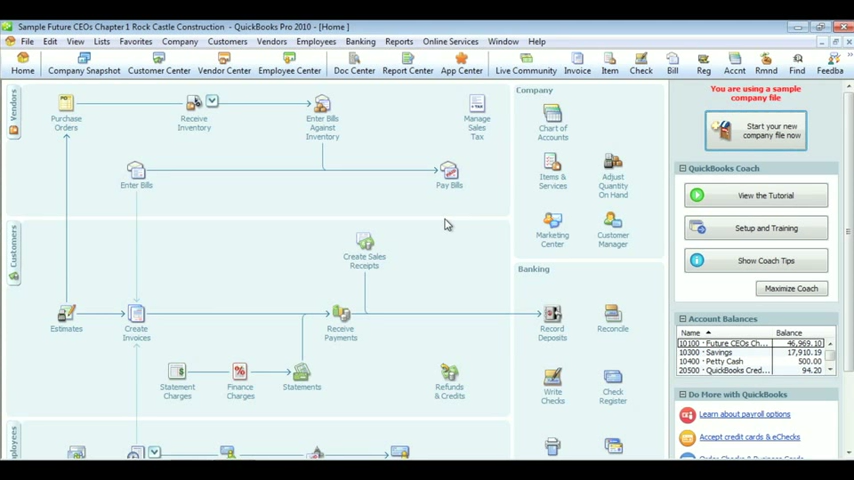 Sample Future CEOs Chapter 1 Rock Castle Construction - QuickBooks Pro 2010 - [Home ]
File Edit View Lists Favorites Company Customers Vendors Employees Banking Reports Online Services Window Help
Home Company Snapshot Customer Center Vendor Center Employee Center Doc Center Report Center App Center Live Community Invoice Item Check Bill Reg Accnt Rmnd Find Feedba
Vendors
Purchase
Orders
Receive
Inventory
Enter Bills
Against
Inventory
Manage
Sales
Tax
Enter Bills
Pay Bills
Customers
Create Sales
Receipts
Estimates
Create
Invoices
Receive
Payments
Statement
Charges
Finance
Charges
Statements
Refunds
& Credits
ployees
Company
Chart of
Accounts
Items &
Services
Adjust
Quantity
On Hand
Marketing
Center
Customer
Manager
Banking
Record
Deposits
Reconcile
Write
Checks
Check
Register
You are using a sample
company file
Start your new
company file now
QuickBooks Coach
View the Tutorial
Setup and Training
Show Coach Tips
Maximize Coach
Account Balances
Name Balance
10100 · Future CEOs Ch... 46,969.10
10300 · Savings 17,910.19
10400 · Petty Cash 500.00
20500 · QuickBooks Cred... 94.20
Do More with QuickBooks
Learn about payroll options
Accept credit cards & eChecks
Order Checks & Business Cards